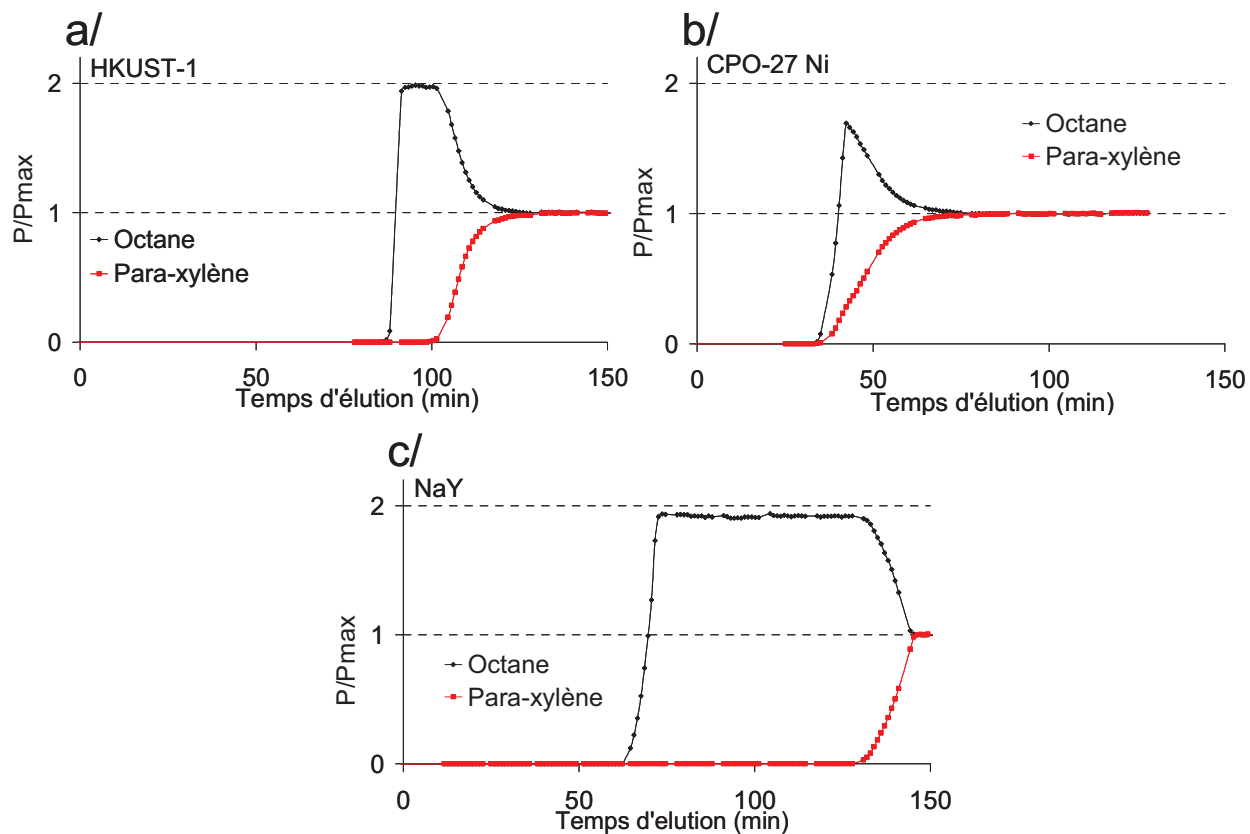 a/
HKUST-1
2
1
0
P/Pmax
Octane
Para-xylène
0 50 100 150
Temps d'élution (min)
b/
CPO-27 Ni
2
1
0
P/Pmax
Octane
Para-xylène
0 50 100 150
Temps d'élution (min)
c/
NaY
2
1
0
P/Pmax
Octane
Para-xylène
0 50 100 150
Temps d'elution (min)